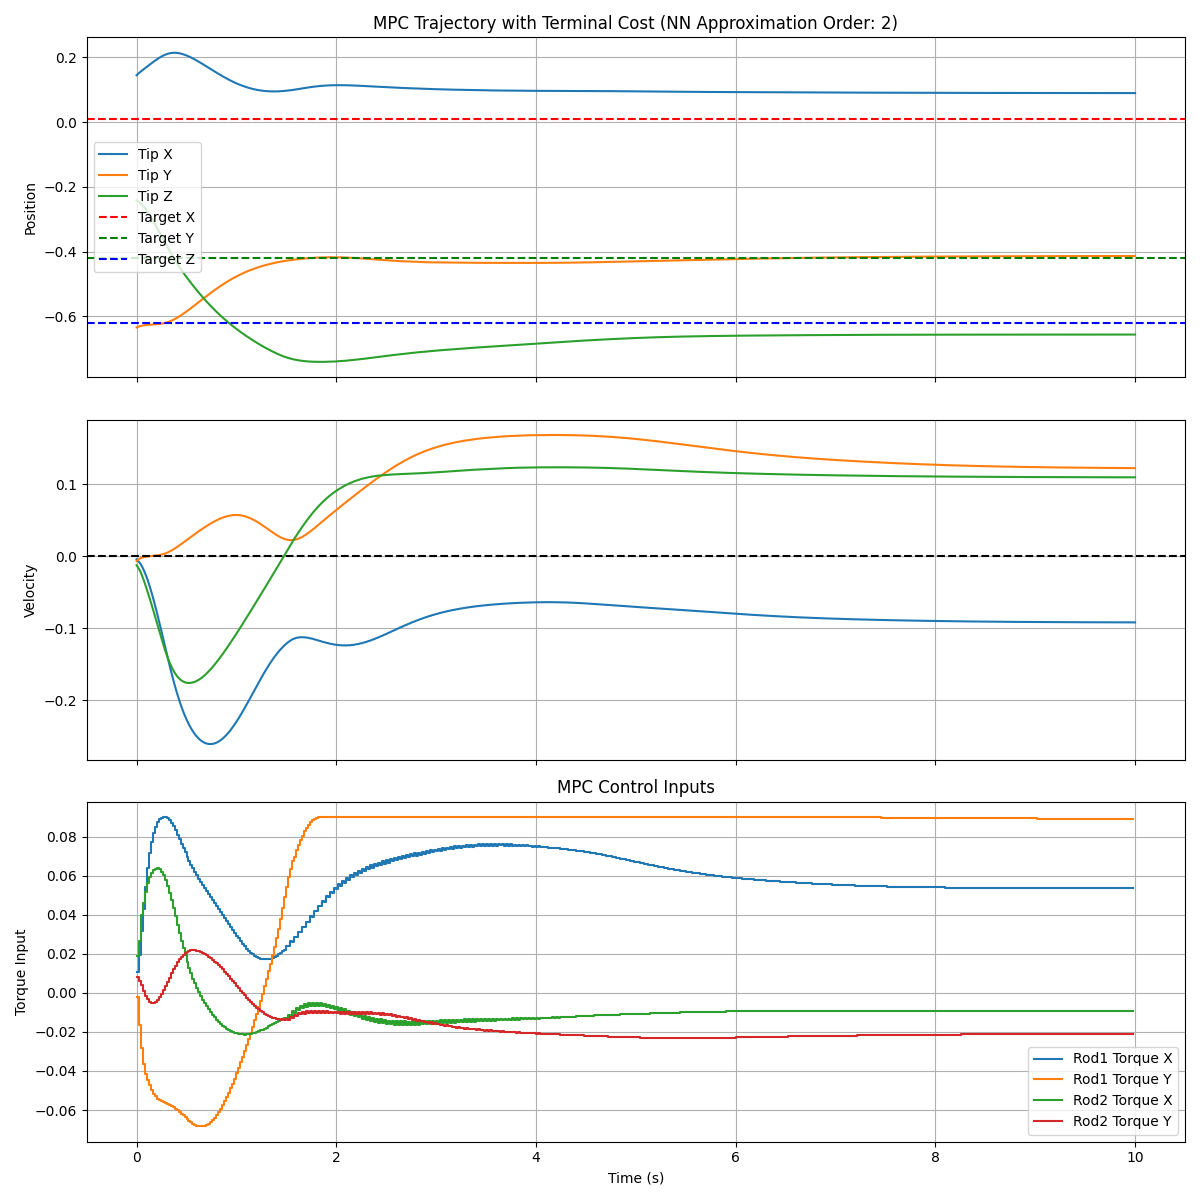 MPC Trajectory with Terminal Cost (NN Approximation Order: 2)
0.2
0.0
−0.2
−0.4
−0.6
Position
Tip X
Tip Y
Tip Z
Target X
Target Y
Target Z
0.1
0.0
−0.1
−0.2
Velocity
MPC Control Inputs
0.08
0.06
0.04
0.02
0.00
−0.02
−0.04
−0.06
Torque Input
Rod1 Torque X
Rod1 Torque Y
Rod2 Torque X
Rod2 Torque Y
0 2 4 6 8 10
Time (s)